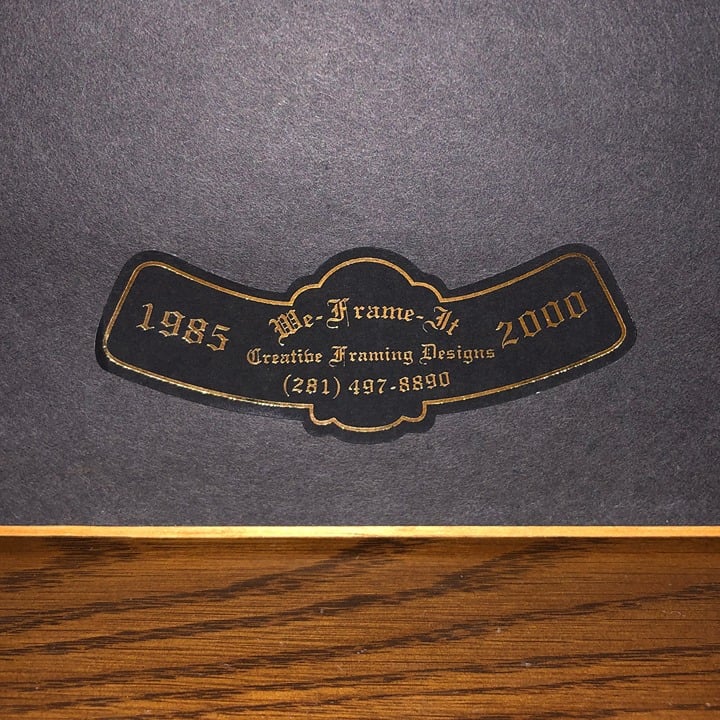 1985
We-Frame-It
2000
Creative Framing Designs
(281) 497-8890